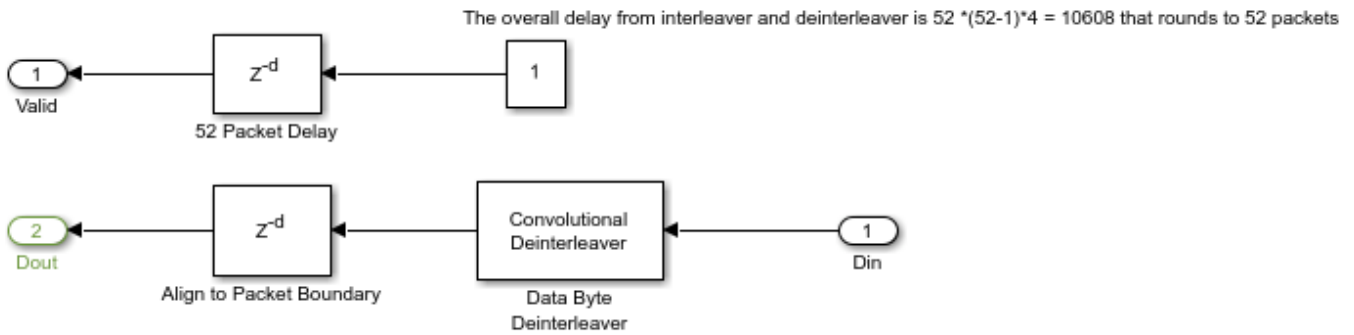 The overall delay from interleaver and deinterleaver is 52 *(52-1)*4 = 10608 that rounds to 52 packets
1
Valid
z-d
52 Packet Delay
1
2
Dout
z-d
Align to Packet Boundary
Convolutional
Deinterleaver
Data Byte
Deinterleaver
1
Din